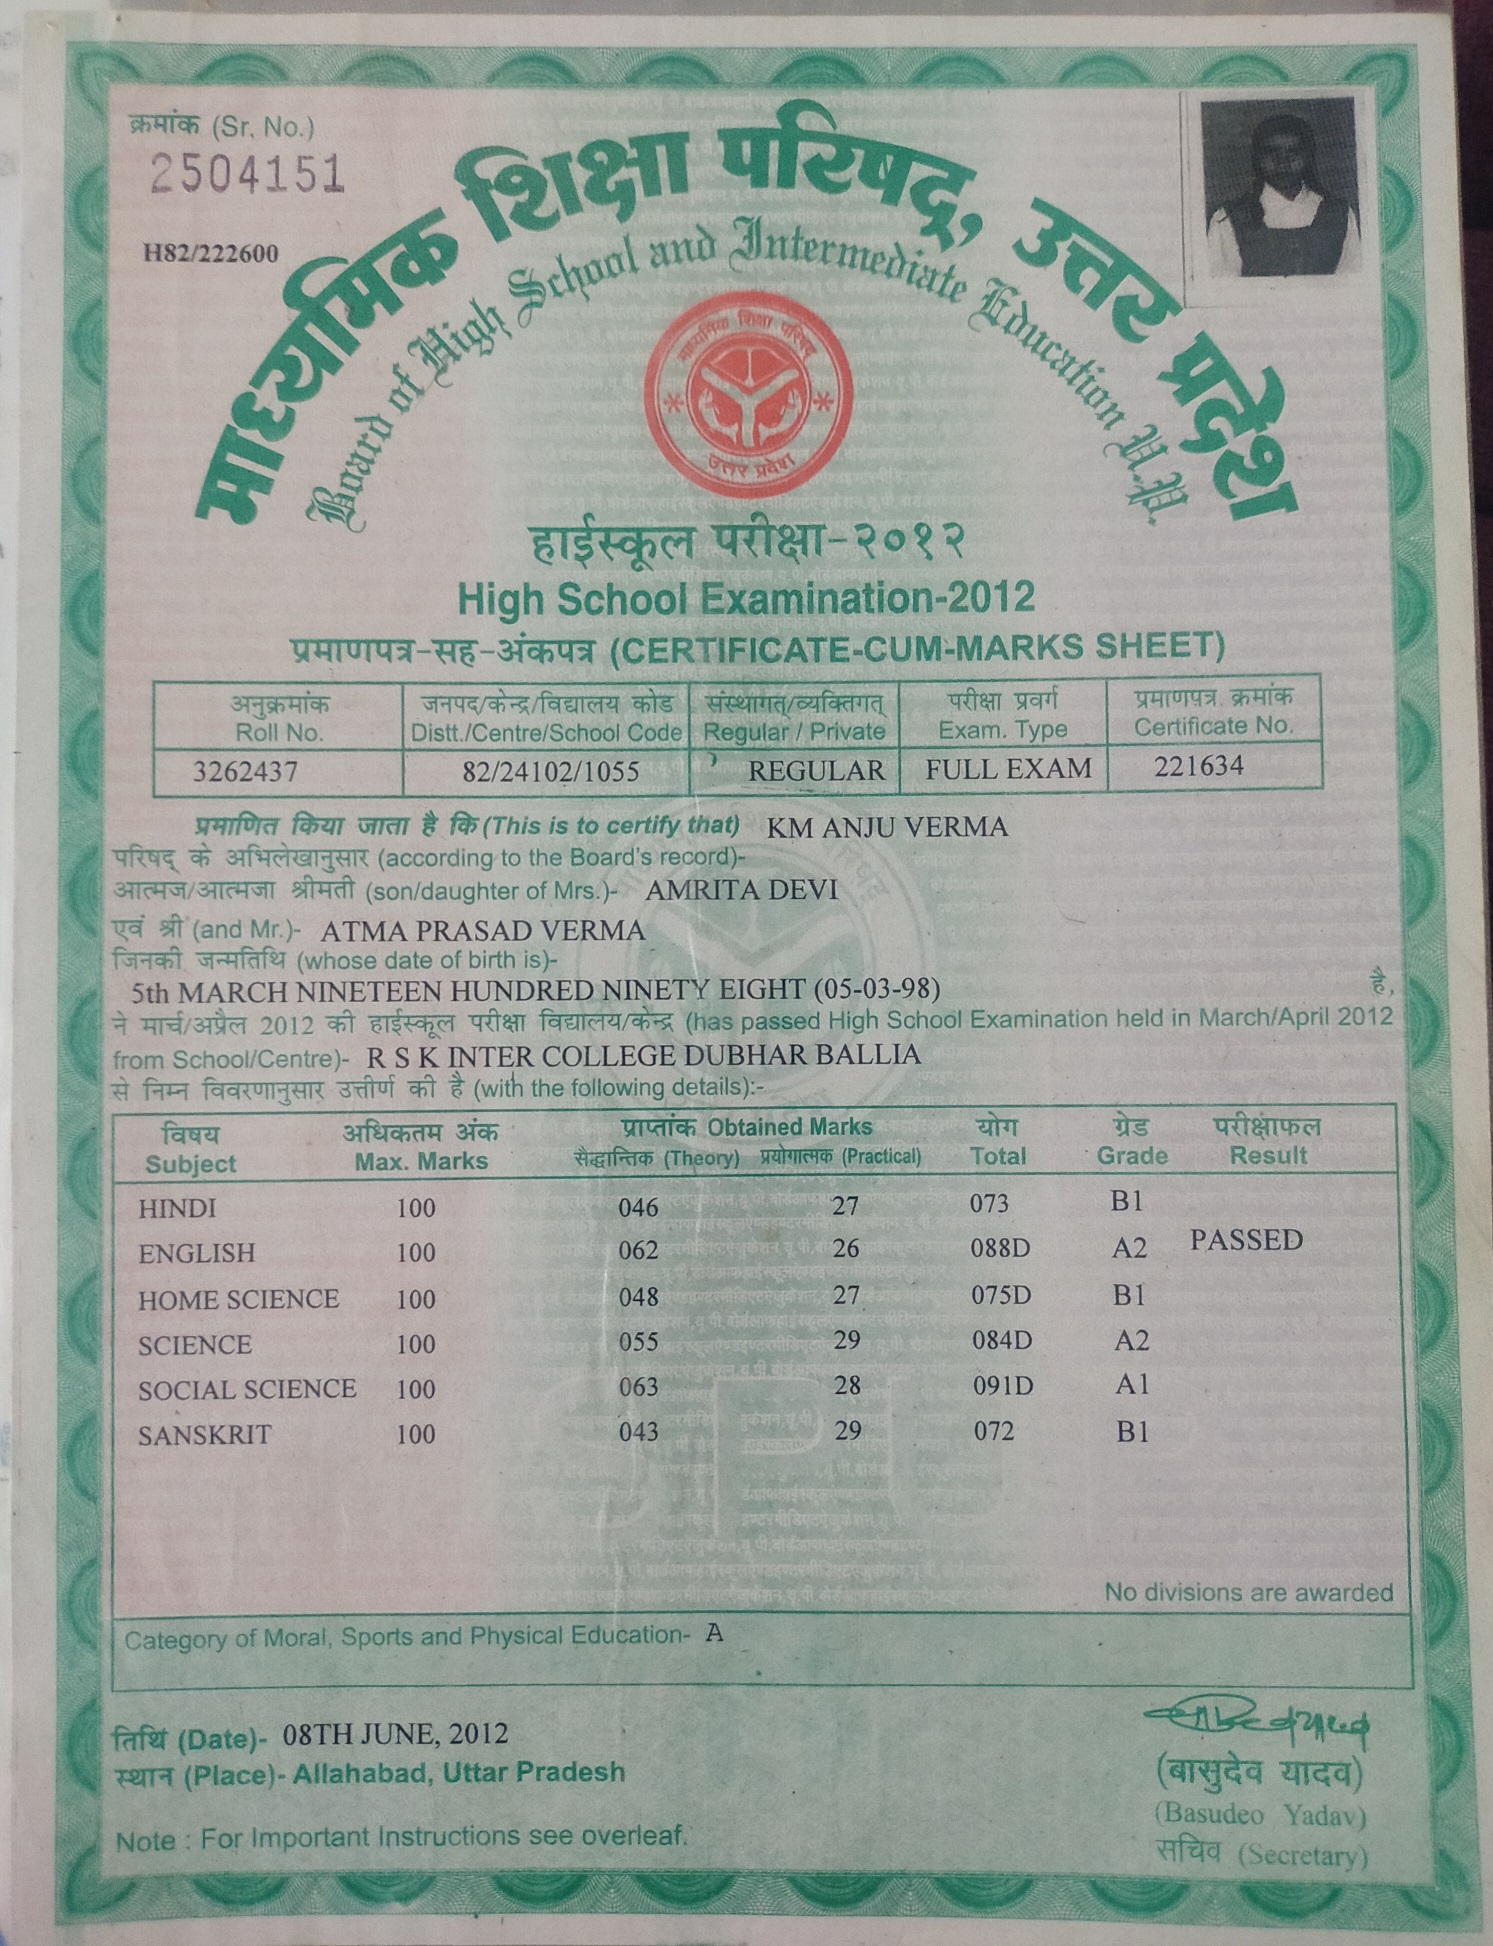 क्रमांक (Sr. No.)
2504151
H82/222600
माध्यमिक शिक्षा परिषद्, उत्तर प्रदेश
Board of High School and Intermediate Education U.P.
माध्यमिक शिक्षा परिषद्
उत्तर प्रदेश
हाईस्कूल परीक्षा-२०१२
High School Examination-2012
प्रमाणपत्र-सह-अंकपत्र (CERTIFICATE-CUM-MARKS SHEET)
अनुक्रमांक जनपद/केन्द्र/विद्यालय कोड संस्थागत्/व्यक्तिगत् परीक्षा प्रवर्ग प्रमाणपत्र क्रमांक
Roll No. Distt./Centre/School Code Regular / Private Exam. Type Certificate No.
3262437 82/24102/1055 REGULAR FULL EXAM 221634
प्रमाणित किया जाता है कि (This is to certify that) KM ANJU VERMA
परिषद् के अभिलेखानुसार (according to the Board's record)-
आत्मज/आत्मजा श्रीमती (son/daughter of Mrs.)- AMRITA DEVI
एवं श्री (and Mr.)- ATMA PRASAD VERMA
जिनकी जन्मतिथि (whose date of birth is)-
5th MARCH NINETEEN HUNDRED NINETY EIGHT (05-03-98) है,
ने मार्च/अप्रैल 2012 की हाईस्कूल परीक्षा विद्यालय/केन्द्र (has passed High School Examination held in March/April 2012
from School/Centre)- R S K INTER COLLEGE DUBHAR BALLIA
से निम्न विवरणानुसार उत्तीर्ण की है (with the following details):-
विषय अधिकतम अंक प्राप्तांक Obtained Marks योग ग्रेड परीक्षाफल
Subject Max. Marks सैद्धान्तिक (Theory) प्रयोगात्मक (Practical) Total Grade Result
HINDI 100 046 27 073 B1
ENGLISH 100 062 26 088D A2 PASSED
HOME SCIENCE 100 048 27 075D B1
SCIENCE 100 055 29 084D A2
SOCIAL SCIENCE 100 063 28 091D A1
SANSKRIT 100 043 29 072 B1
No divisions are awarded
Category of Moral, Sports and Physical Education- A
तिथि (Date)- 08TH JUNE, 2012
स्थान (Place)- Allahabad, Uttar Pradesh
(बासुदेव यादव)
(Basudeo Yadav)
सचिव (Secretary)
Note : For Important Instructions see overleaf.